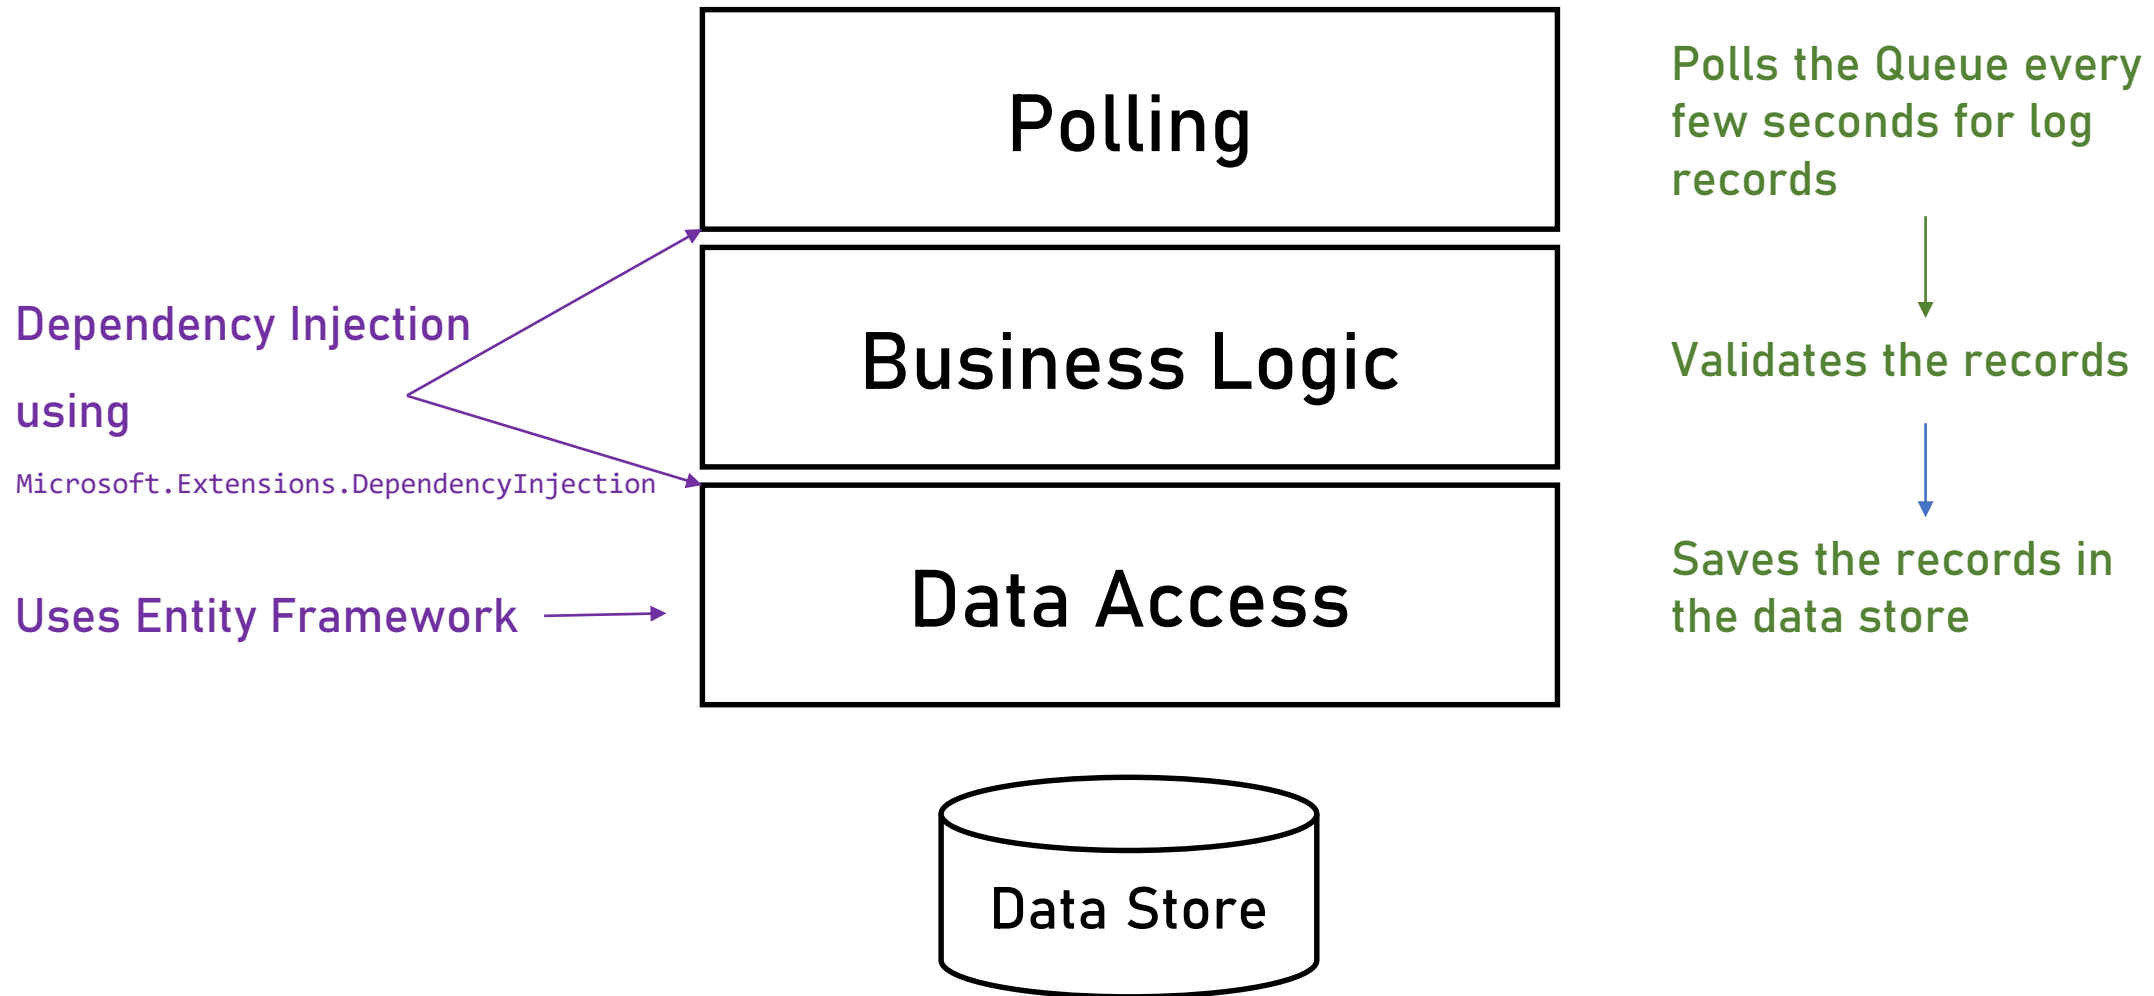 Polling
Polls the Queue every
few seconds for log
records
Dependency Injection
using
Microsoft.Extensions.DependencyInjection
Business Logic
Validates the records
Uses Entity Framework
Data Access
Saves the records in
the data store
Data Store